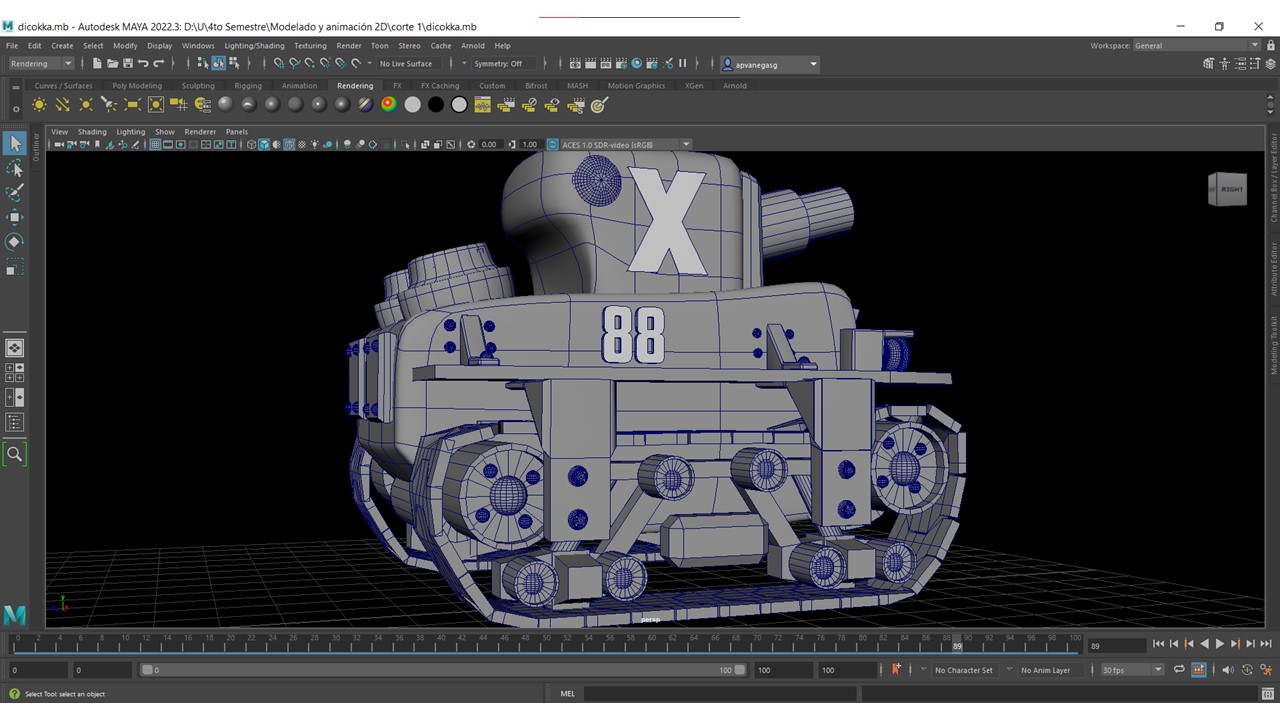 dicokka.mb - Autodesk MAYA 2022.3: D:\U\4to Semestre\Modelado y animación 2D\corte 1\dicokka.mb
File Edit Create Select Modify Display Windows Lighting/Shading Texturing Render Toon Stereo Cache Arnold Help Workspace: General
Rendering No Live Surface Symmetry: Off apvanegasg
Curves / Surfaces Poly Modeling Sculpting Rigging Animation Rendering FX FX Caching Custom Bifrost MASH Motion Graphics XGen Arnold
View Shading Lighting Show Renderer Panels
0.00 1.00 ACES 1.0 SDR-video (sRGB)
Outliner
Channel Box / Layer Editor
Attribute Editor
Modeling Toolkit
RIGHT
X
88
y
x
persp
0 2 4 6 8 10 12 14 16 18 20 22 24 26 28 30 32 34 36 38 40 42 44 46 48 50 52 54 56 58 60 62 64 66 68 70 72 74 76 78 80 82 84 86 88 90 92 94 96 98 100
89 89
0 0 0 100 100 100 No Character Set No Anim Layer 30 fps
Select Tool: select an object MEL